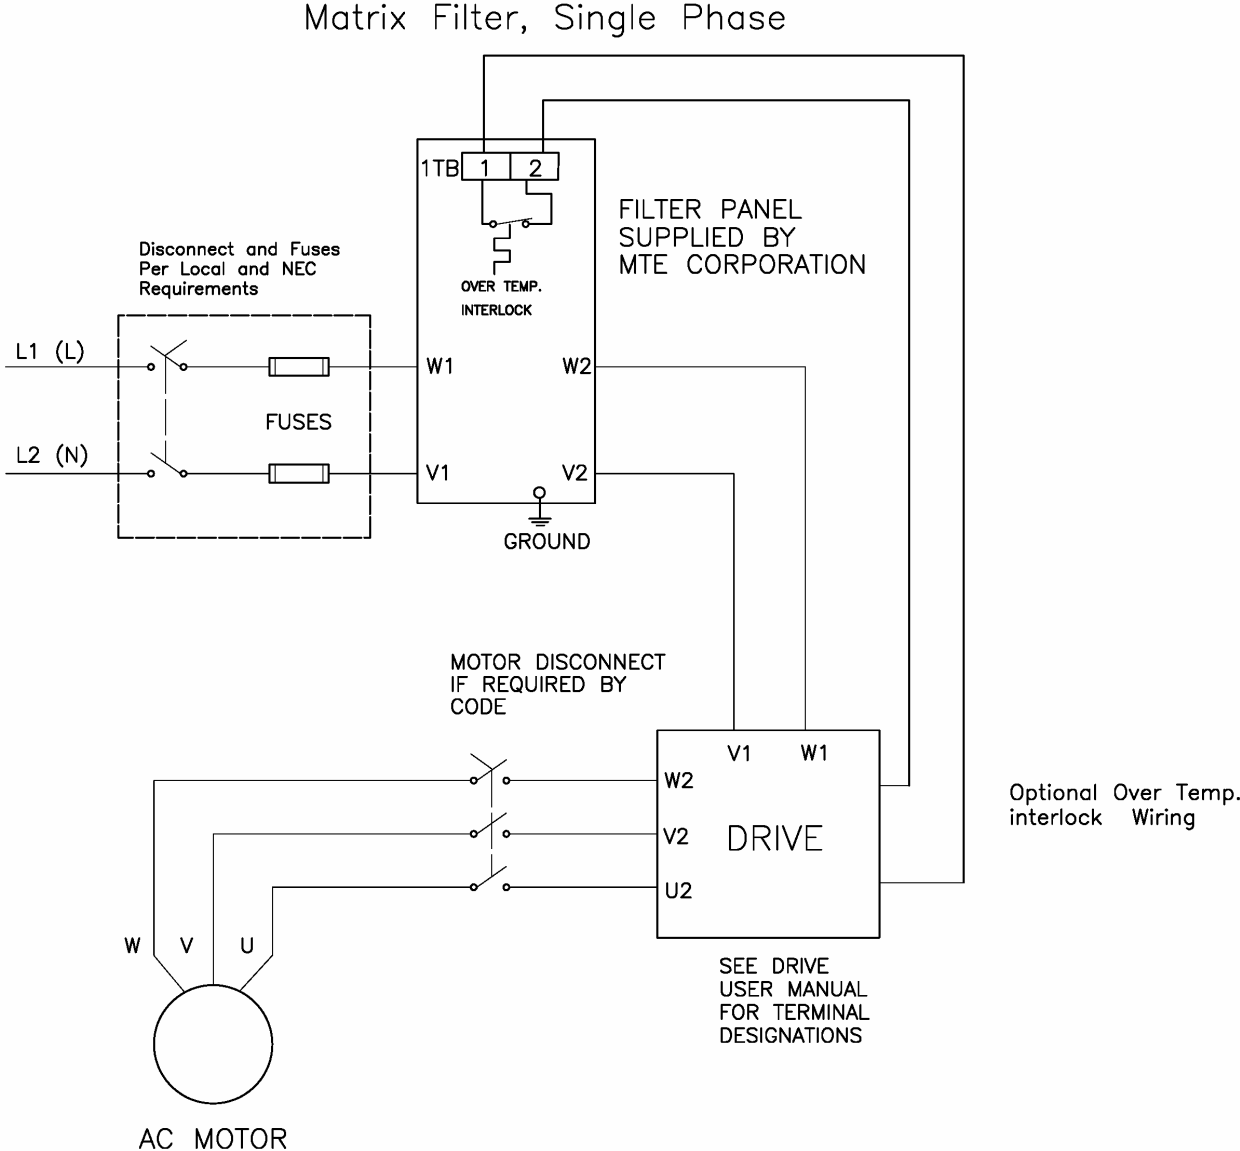 Matrix Filter, Single Phase
1TB 1 2
FILTER PANEL
SUPPLIED BY
MTE CORPORATION
Disconnect and Fuses
Per Local and NEC
Requirements
OVER TEMP.
INTERLOCK
L1 (L)
W1
W2
FUSES
L2 (N)
V1
V2
GROUND
MOTOR DISCONNECT
IF REQUIRED BY
CODE
V1
W1
W2
DRIVE
V2
U2
Optional Over Temp.
interlock Wiring
W
V
U
SEE DRIVE
USER MANUAL
FOR TERMINAL
DESIGNATIONS
AC MOTOR